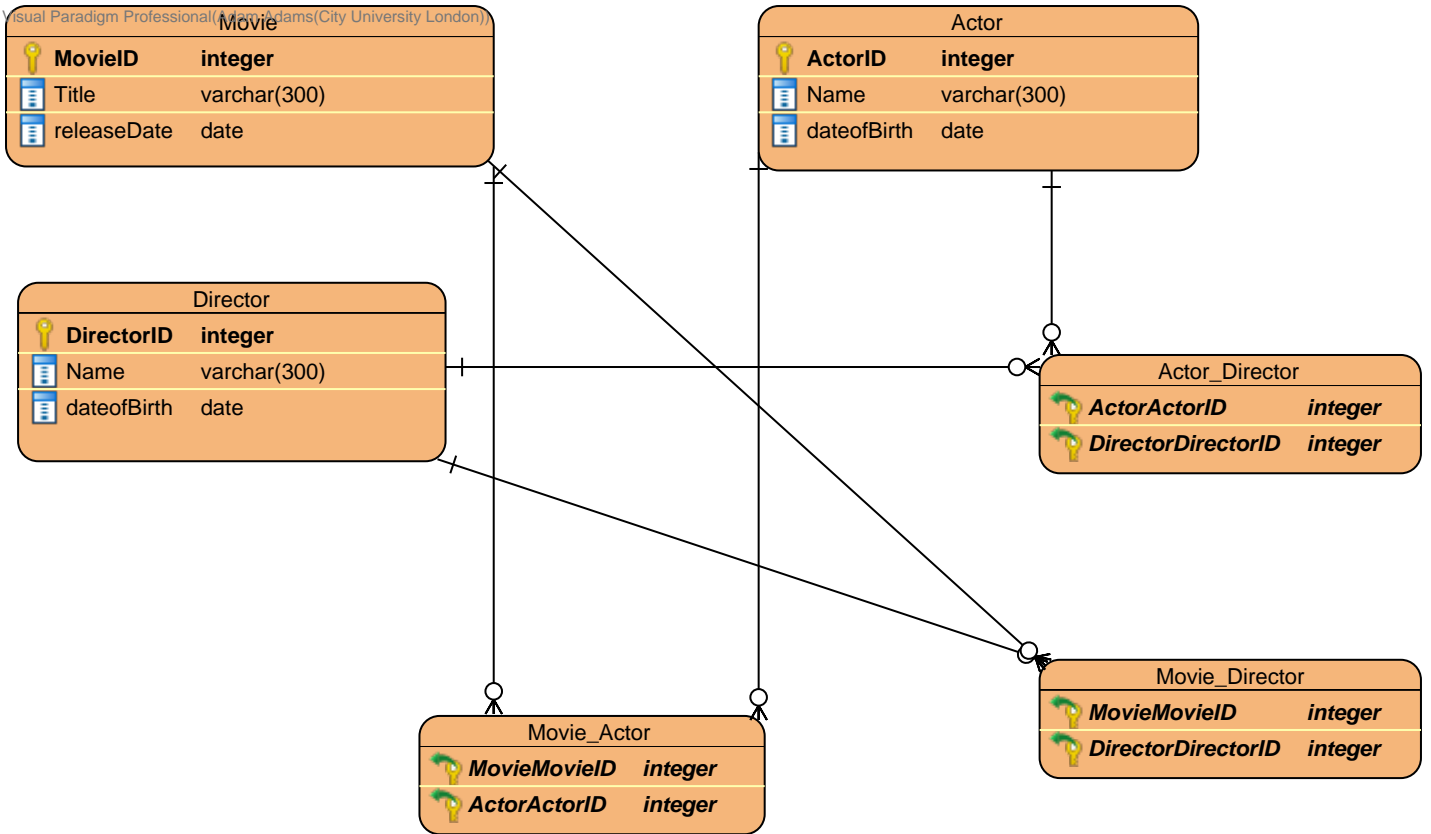 Visual Paradigm Professional(Adam Adams(City University London))
Movie
MovieID integer
Title varchar(300)
releaseDate date
Actor
ActorID integer
Name varchar(300)
dateofBirth date
Director
DirectorID integer
Name varchar(300)
dateofBirth date
Actor_Director
ActorActorID integer
DirectorDirectorID integer
Movie_Director
MovieMovieID integer
DirectorDirectorID integer
Movie_Actor
MovieMovieID integer
ActorActorID integer